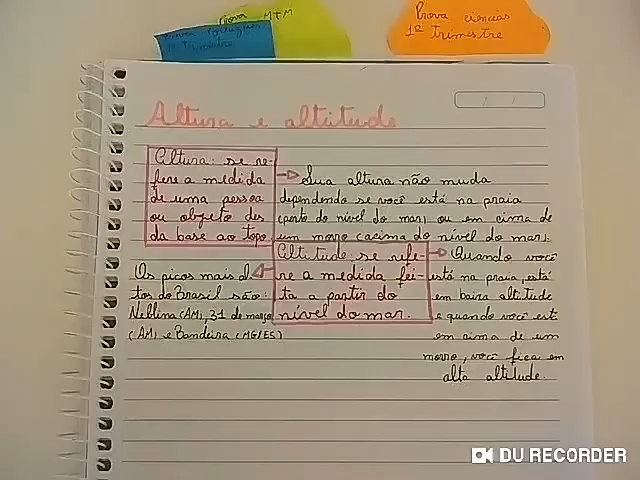 Prova MTM
Prova Português
1º trimestre
Prova ciências
1º trimestre
Altura e altitude
Altura: se re-
fere a medida
de uma pessoa
ou objeto des
da base ao topo.
Sua altura não muda
dependendo se você está na praia
(perto do nível do mar) ou em cima de
um morro (acima do nível do mar).
Altitude: se refe-
re a medida fei-
ta a partir do
nível do mar.
Quando você
está na praia, está
em baixa altitude
e quando você está
em cima de um
morro, você fica em
alta altitude.
Os picos mais al
tos do Brasil são:
Neblina (AM), 31 de março
(AM) e Bandeira (MG/ES)
DU RECORDER